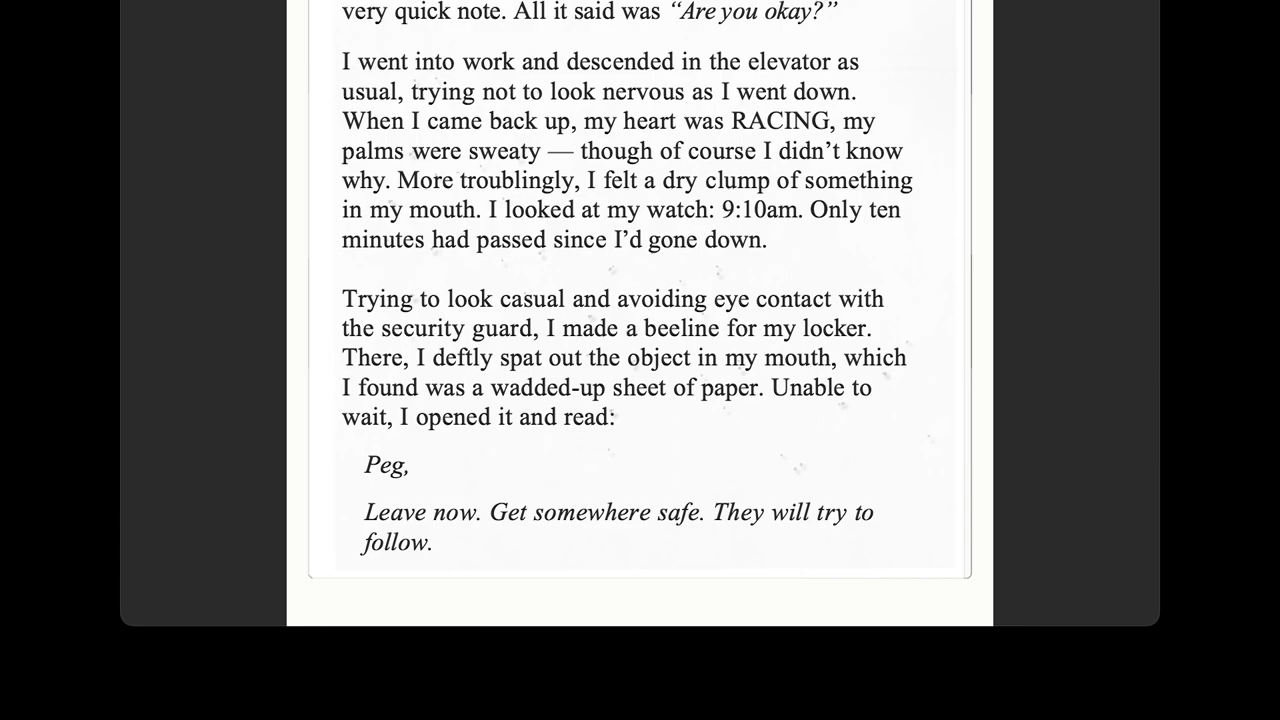 very quick note. All it said was “Are you okay?”
I went into work and descended in the elevator as
usual, trying not to look nervous as I went down.
When I came back up, my heart was RACING, my
palms were sweaty — though of course I didn’t know
why. More troublingly, I felt a dry clump of something
in my mouth. I looked at my watch: 9:10am. Only ten
minutes had passed since I’d gone down.
Trying to look casual and avoiding eye contact with
the security guard, I made a beeline for my locker.
There, I deftly spat out the object in my mouth, which
I found was a wadded-up sheet of paper. Unable to
wait, I opened it and read:
Peg,
Leave now. Get somewhere safe. They will try to
follow.